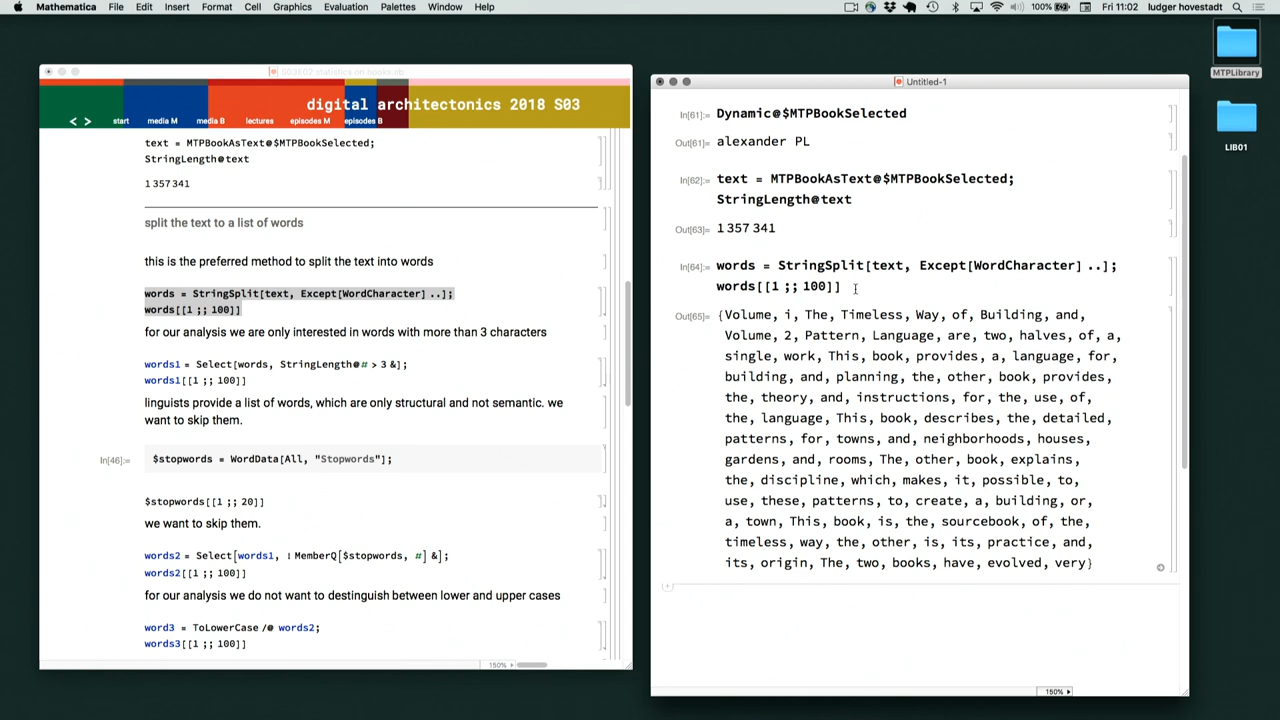 Mathematica File Edit Insert Format Cell Graphics Evaluation Palettes Window Help 100% Fri 11:02 ludger hovestadt
S03E02 statistics on books.nb
digital architectonics 2018 S03
< > start media M media B lectures episodes M episodes B
text = MTPBookAsText@$MTPBookSelected;
StringLength@text
1 357 341
split the text to a list of words
this is the preferred method to split the text into words
words = StringSplit[text, Except[WordCharacter] ..];
words[[1 ;; 100]]
for our analysis we are only interested in words with more than 3 characters
words1 = Select[words, StringLength@# > 3 &];
words1[[1 ;; 100]]
linguists provide a list of words, which are only structural and not semantic. we
want to skip them.
In[46]:= $stopwords = WordData[All, "Stopwords"];
$stopwords[[1 ;; 20]]
we want to skip them.
words2 = Select[words1, ! MemberQ[$stopwords, #] &];
words2[[1 ;; 100]]
for our analysis we do not want to destinguish between lower and upper cases
word3 = ToLowerCase /@ words2;
words3[[1 ;; 100]]
150%
Untitled-1
In[61]:= Dynamic@$MTPBookSelected
Out[61]= alexander PL
In[62]:= text = MTPBookAsText@$MTPBookSelected;
StringLength@text
Out[63]= 1 357 341
In[64]:= words = StringSplit[text, Except[WordCharacter] ..];
words[[1 ;; 100]]
Out[65]= {Volume, i, The, Timeless, Way, of, Building, and,
Volume, 2, Pattern, Language, are, two, halves, of, a,
single, work, This, book, provides, a, language, for,
building, and, planning, the, other, book, provides,
the, theory, and, instructions, for, the, use, of,
the, language, This, book, describes, the, detailed,
patterns, for, towns, and, neighborhoods, houses,
gardens, and, rooms, The, other, book, explains,
the, discipline, which, makes, it, possible, to,
use, these, patterns, to, create, a, building, or,
a, town, This, book, is, the, sourcebook, of, the,
timeless, way, the, other, is, its, practice, and,
its, origin, The, two, books, have, evolved, very}
150%
MTPLibrary
LIB01